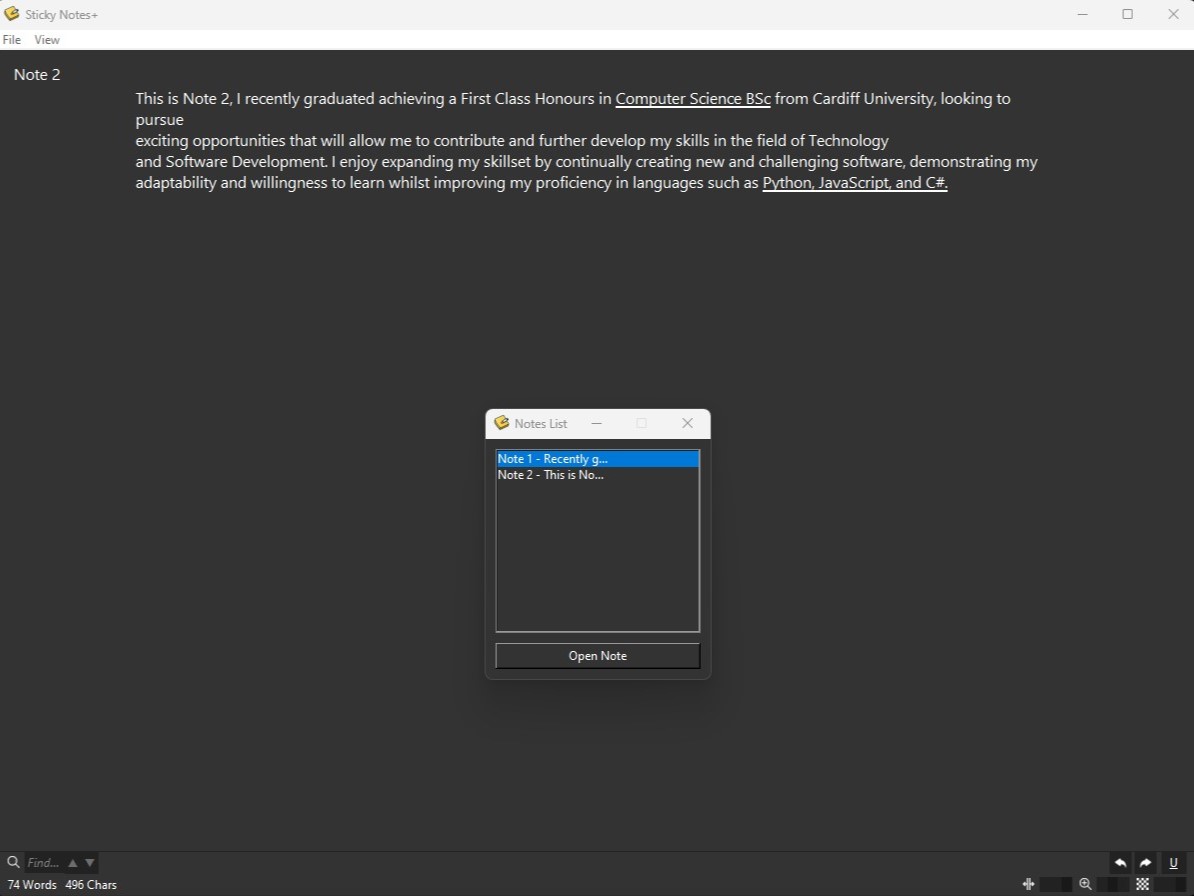 Sticky Notes+
File View
Note 2
This is Note 2, I recently graduated achieving a First Class Honours in Computer Science BSc from Cardiff University, looking to
pursue
exciting opportunities that will allow me to contribute and further develop my skills in the field of Technology
and Software Development. I enjoy expanding my skillset by continually creating new and challenging software, demonstrating my
adaptability and willingness to learn whilst improving my proficiency in languages such as Python, JavaScript, and C#.
Notes List
Note 1 - Recently g...
Note 2 - This is No...
Open Note
Find...
U
74 Words 496 Chars